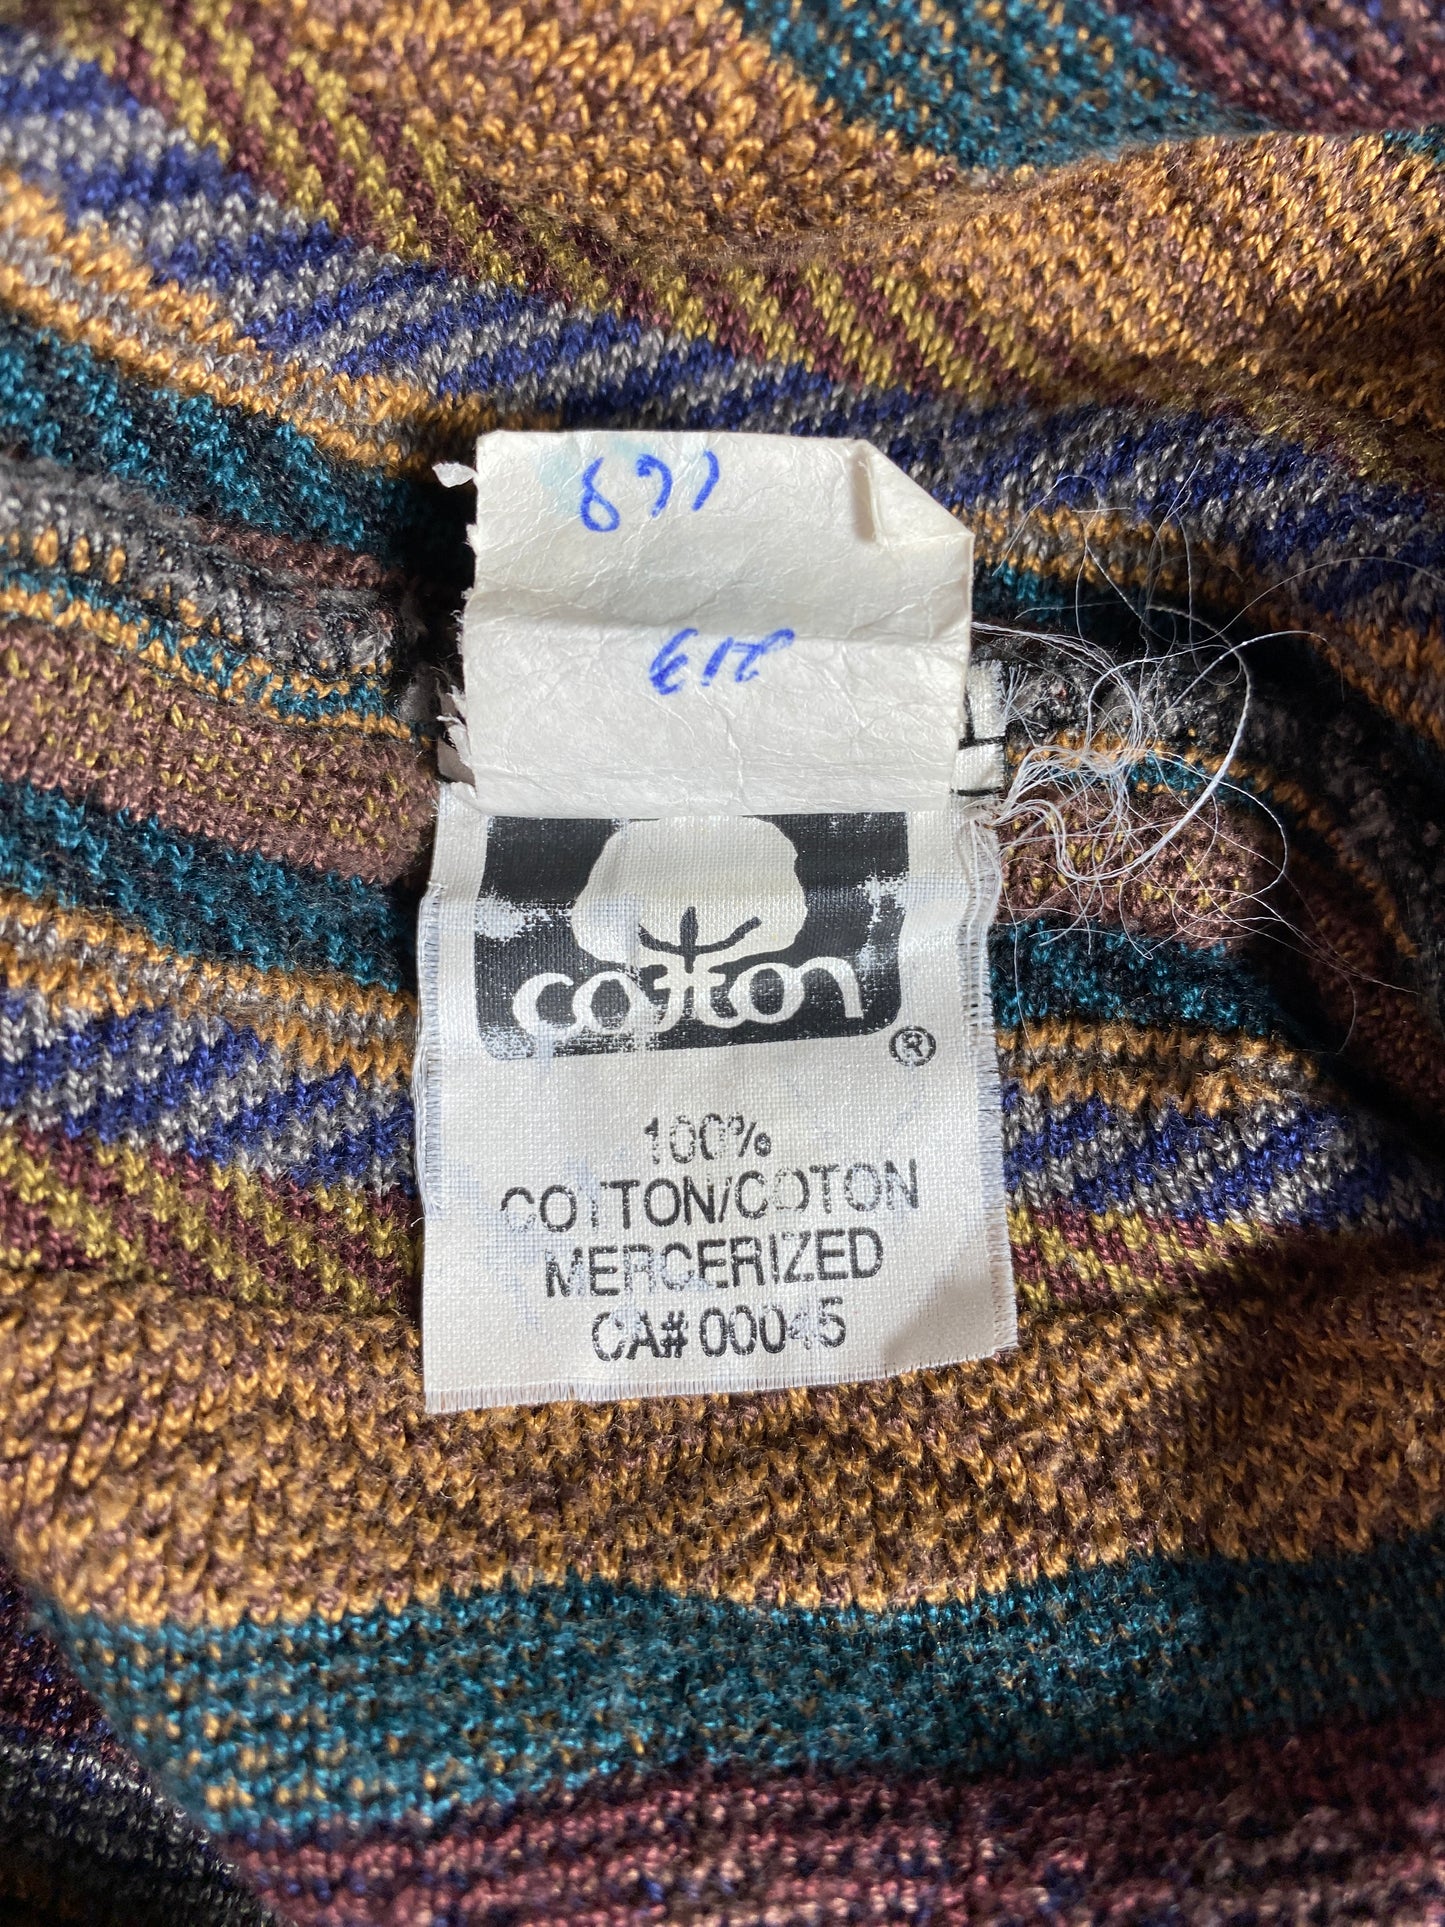 cotton
®
100%
COTTON/COTON
MERCERIZED
CA# 00045